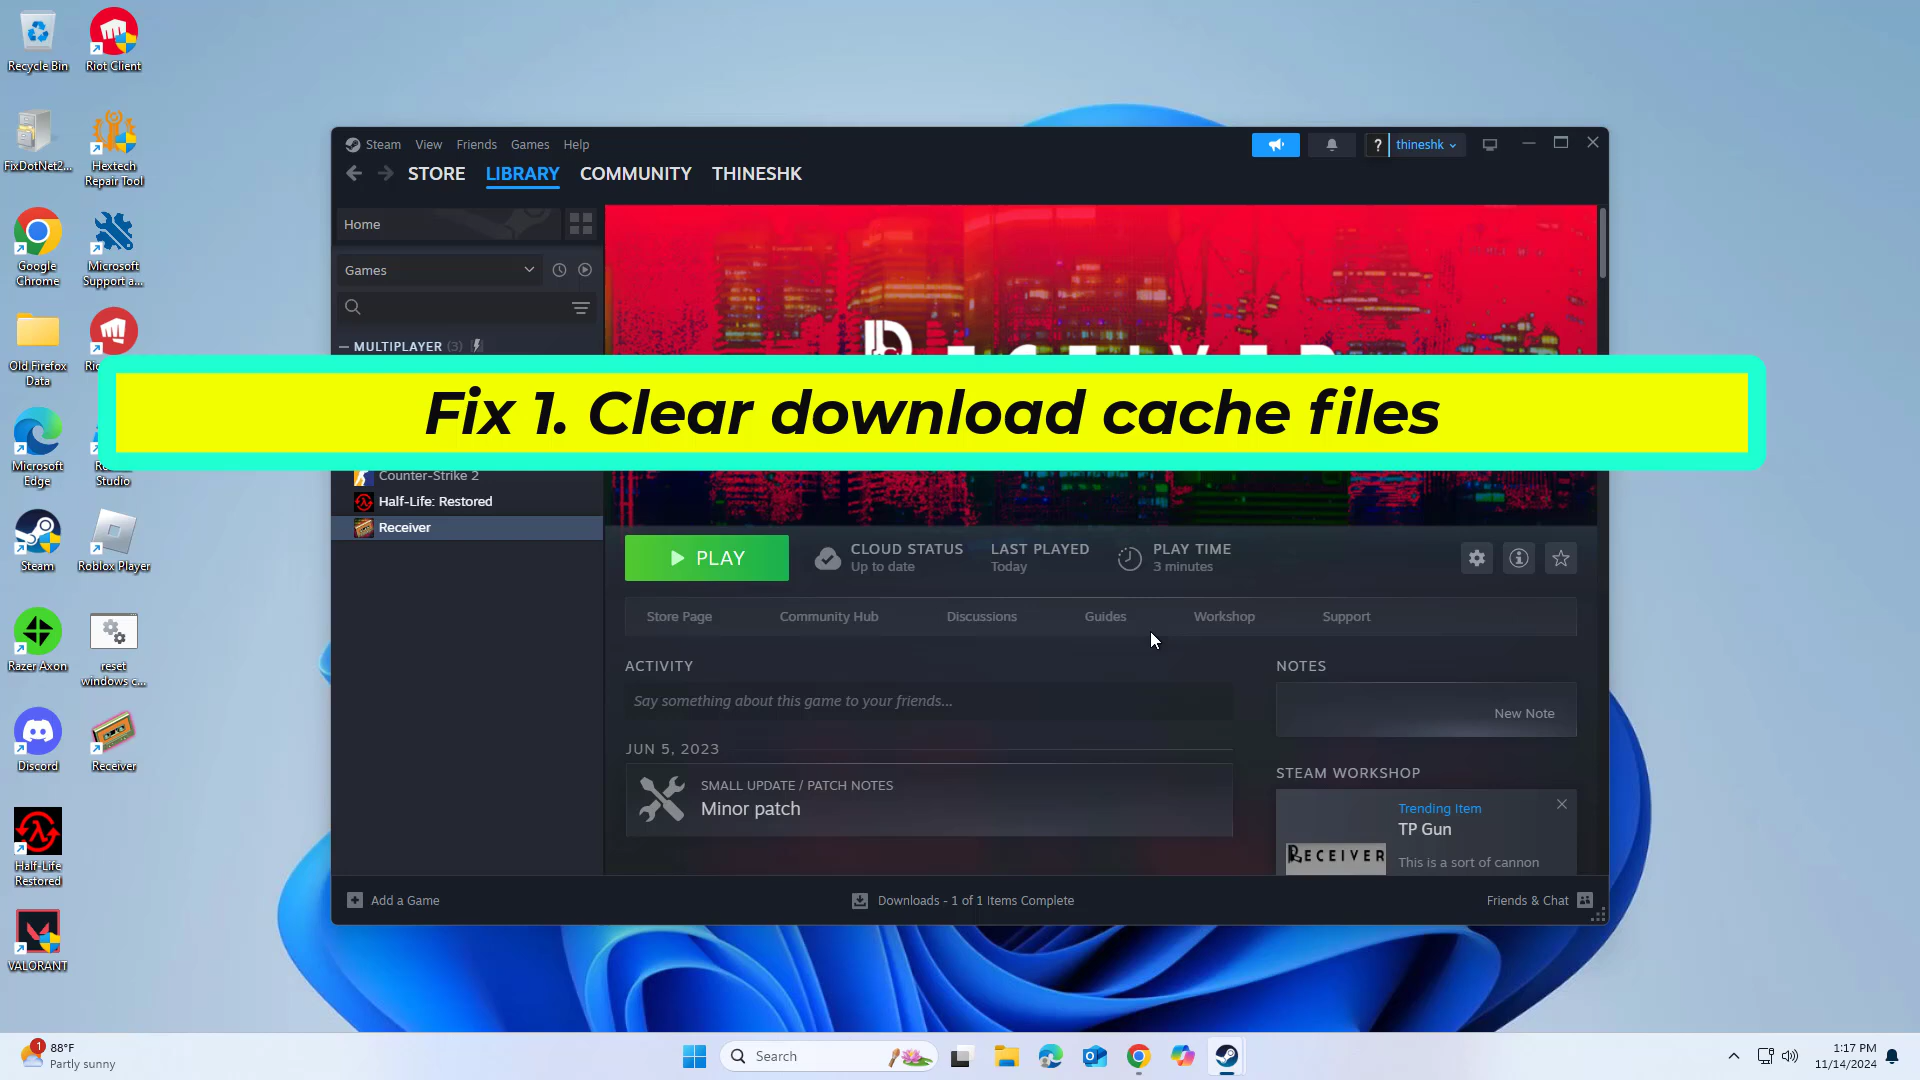 Recycle Bin
Riot Client
FixDotNet2...
Hextech
Repair Tool
Google
Chrome
Microsoft
Support a...
Old Firefox
Data
Microsoft
Edge
Studio
Steam
Roblox Player
Razer Axon
reset
windows c...
Discord
Receiver
Half-Life
Restored
VALORANT
Steam View Friends Games Help
? thineshk
STORE LIBRARY COMMUNITY THINESHK
Home
Games
MULTIPLAYER (3)
Fix 1. Clear download cache files
Counter-Strike 2
Half-Life: Restored
Receiver
PLAY
CLOUD STATUS
Up to date
LAST PLAYED
Today
PLAY TIME
3 minutes
Store Page Community Hub Discussions Guides Workshop Support
ACTIVITY
Say something about this game to your friends...
JUN 5, 2023
SMALL UPDATE / PATCH NOTES
Minor patch
NOTES
New Note
STEAM WORKSHOP
Trending Item
TP Gun
RECEIVER
This is a sort of cannon
Add a Game
Downloads - 1 of 1 Items Complete
Friends & Chat
1
88°F
Partly sunny
Search
1:17 PM
11/14/2024